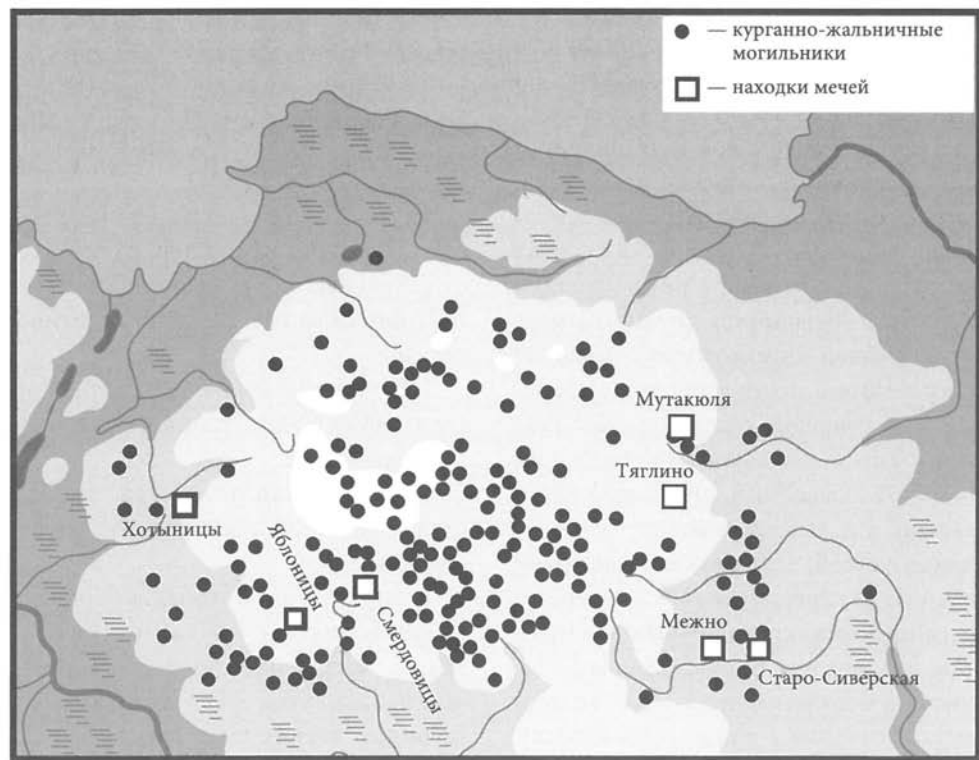 — курганно-жальничные
могильники
— находки мечей
Мутакюля
Тяглино
Хотыницы
Яблоницы
Смердовицы
Межно
Старо-Сиверская